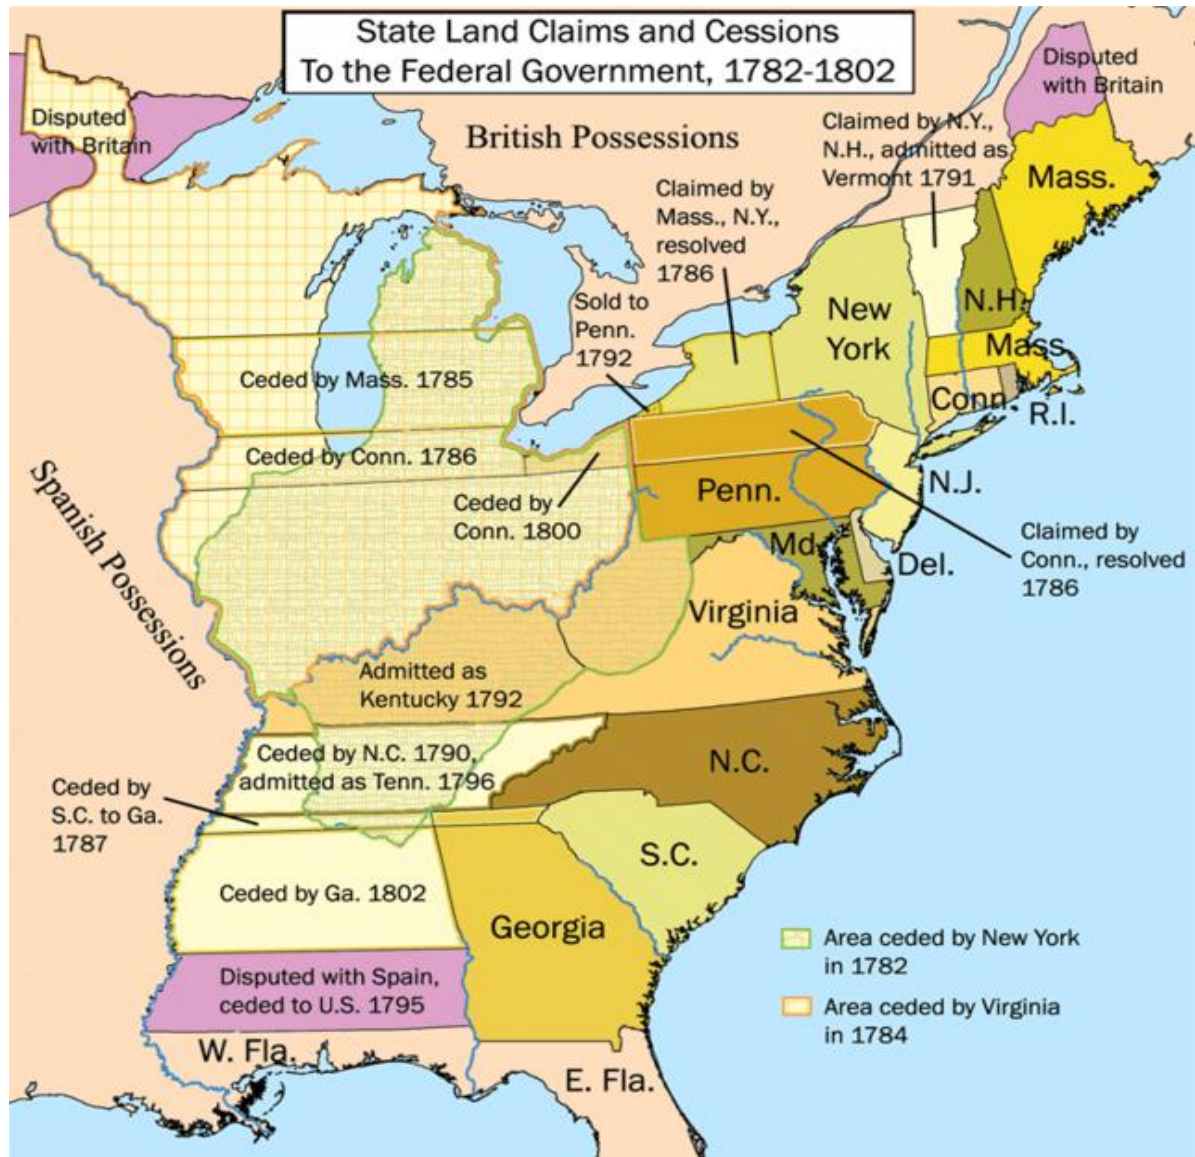 State Land Claims and Cessions
To the Federal Government, 1782-1802
Disputed
with Britain
British Possessions
Disputed
with Britain
Claimed by N.Y.,
N.H., admitted as
Vermont 1791
Mass.
Claimed by
Mass., N.Y.,
resolved
1786
New
York
N.H.
Sold to
Penn.
1792
Mass.
Ceded by Mass. 1785
Conn.
R.I.
Ceded by Conn. 1786
Spanish Possessions
Ceded by
Conn. 1800
Penn.
N.J.
Claimed by
Conn., resolved
1786
Md.
Del.
Virginia
Admitted as
Kentucky 1792
Ceded by N.C. 1790,
admitted as Tenn. 1796
N.C.
Ceded by
S.C. to Ga.
1787
S.C.
Ceded by Ga. 1802
Georgia
Area ceded by New York
in 1782
Disputed with Spain,
ceded to U.S. 1795
Area ceded by Virginia
in 1784
W. Fla.
E. Fla.